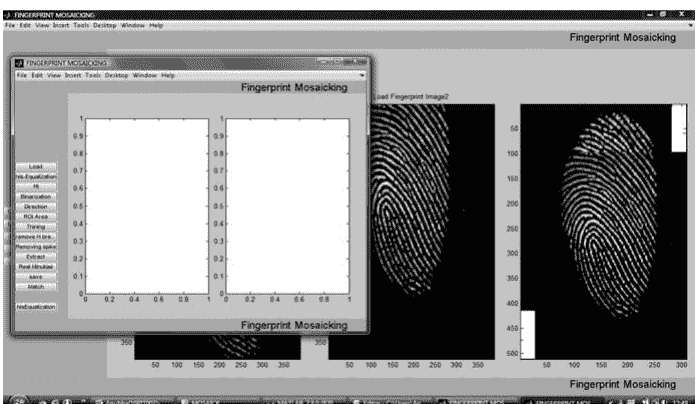 FINGERPRINT MOSAICKING
File Edit View Insert Tools Desktop Window Help
Fingerprint Mosaicking
FINGERPRINT MOSAICKING
File Edit View Insert Tools Desktop Window Help
Fingerprint Mosaicking
Load Fingerprint Image2
Load
his Equalization
fft
Binarization
Direction
ROI Area
Thining
remove H bre...
Removing spike
Extract
Real Minutiae
save
Match
hisEqualization
1 0.9 0.8 0.7 0.6 0.5 0.4 0.3 0.2 0.1 0
0 0.2 0.4 0.6 0.8 1
1 0.9 0.8 0.7 0.6 0.5 0.4 0.3 0.2 0.1 0
0 0.2 0.4 0.6 0.8 1
Fingerprint Mosaicking
350
50 100 150 200 250 300 350
50 100 150 200 250 300 350
50 100 150 200 250 300 350 400 450 500
50 100 150 200 250 300
Fingerprint Mosaicking